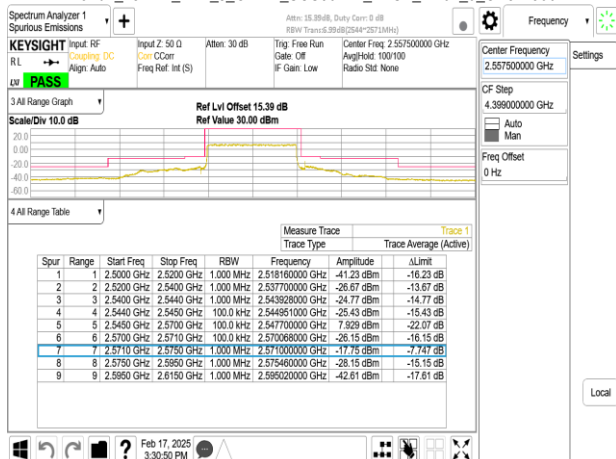 Spectrum Analyzer 1
Spurious Emissions
Attn: 15.39dB, Duty Corr: 0 dB
RBW Trans:6.99dB(2544~2571MHz)
Frequency
KEYSIGHT Input: RF Input Z: 50 Ω Atten: 30 dB Trig: Free Run Center Freq: 2.557500000 GHz
RL Coupling: DC Corr CCorr Gate: Off Avg|Hold: 100/100
Align: Auto Freq Ref: Int (S) IF Gain: Low Radio Std: None
LXI PASS
Center Frequency
2.557500000 GHz
Settings
CF Step
4.399000000 GHz
Auto
Man
Freq Offset
0 Hz
Local
3 All Range Graph
Ref Lvl Offset 15.39 dB
Scale/Div 10.0 dB Ref Value 30.00 dBm
20.0
0.00
-20.0
-40.0
-60.0
4 All Range Table
Measure Trace Trace 1
Trace Type Trace Average (Active)
Spur Range Start Freq Stop Freq RBW Frequency Amplitude ΔLimit
1 1 2.5000 GHz 2.5200 GHz 1.000 MHz 2.518160000 GHz -41.23 dBm -16.23 dB
2 2 2.5200 GHz 2.5400 GHz 1.000 MHz 2.537700000 GHz -26.67 dBm -13.67 dB
3 3 2.5400 GHz 2.5440 GHz 1.000 MHz 2.543928000 GHz -24.77 dBm -14.77 dB
4 4 2.5440 GHz 2.5450 GHz 100.0 kHz 2.544951000 GHz -25.43 dBm -15.43 dB
5 5 2.5450 GHz 2.5700 GHz 100.0 kHz 2.547700000 GHz 7.929 dBm -22.07 dB
6 6 2.5700 GHz 2.5710 GHz 100.0 kHz 2.570068000 GHz -26.15 dBm -16.15 dB
7 7 2.5710 GHz 2.5750 GHz 1.000 MHz 2.571000000 GHz -17.75 dBm -7.747 dB
8 8 2.5750 GHz 2.5950 GHz 1.000 MHz 2.575460000 GHz -28.15 dBm -15.15 dB
9 9 2.5950 GHz 2.6150 GHz 1.000 MHz 2.595020000 GHz -42.61 dBm -17.61 dB
Feb 17, 2025
3:30:50 PM